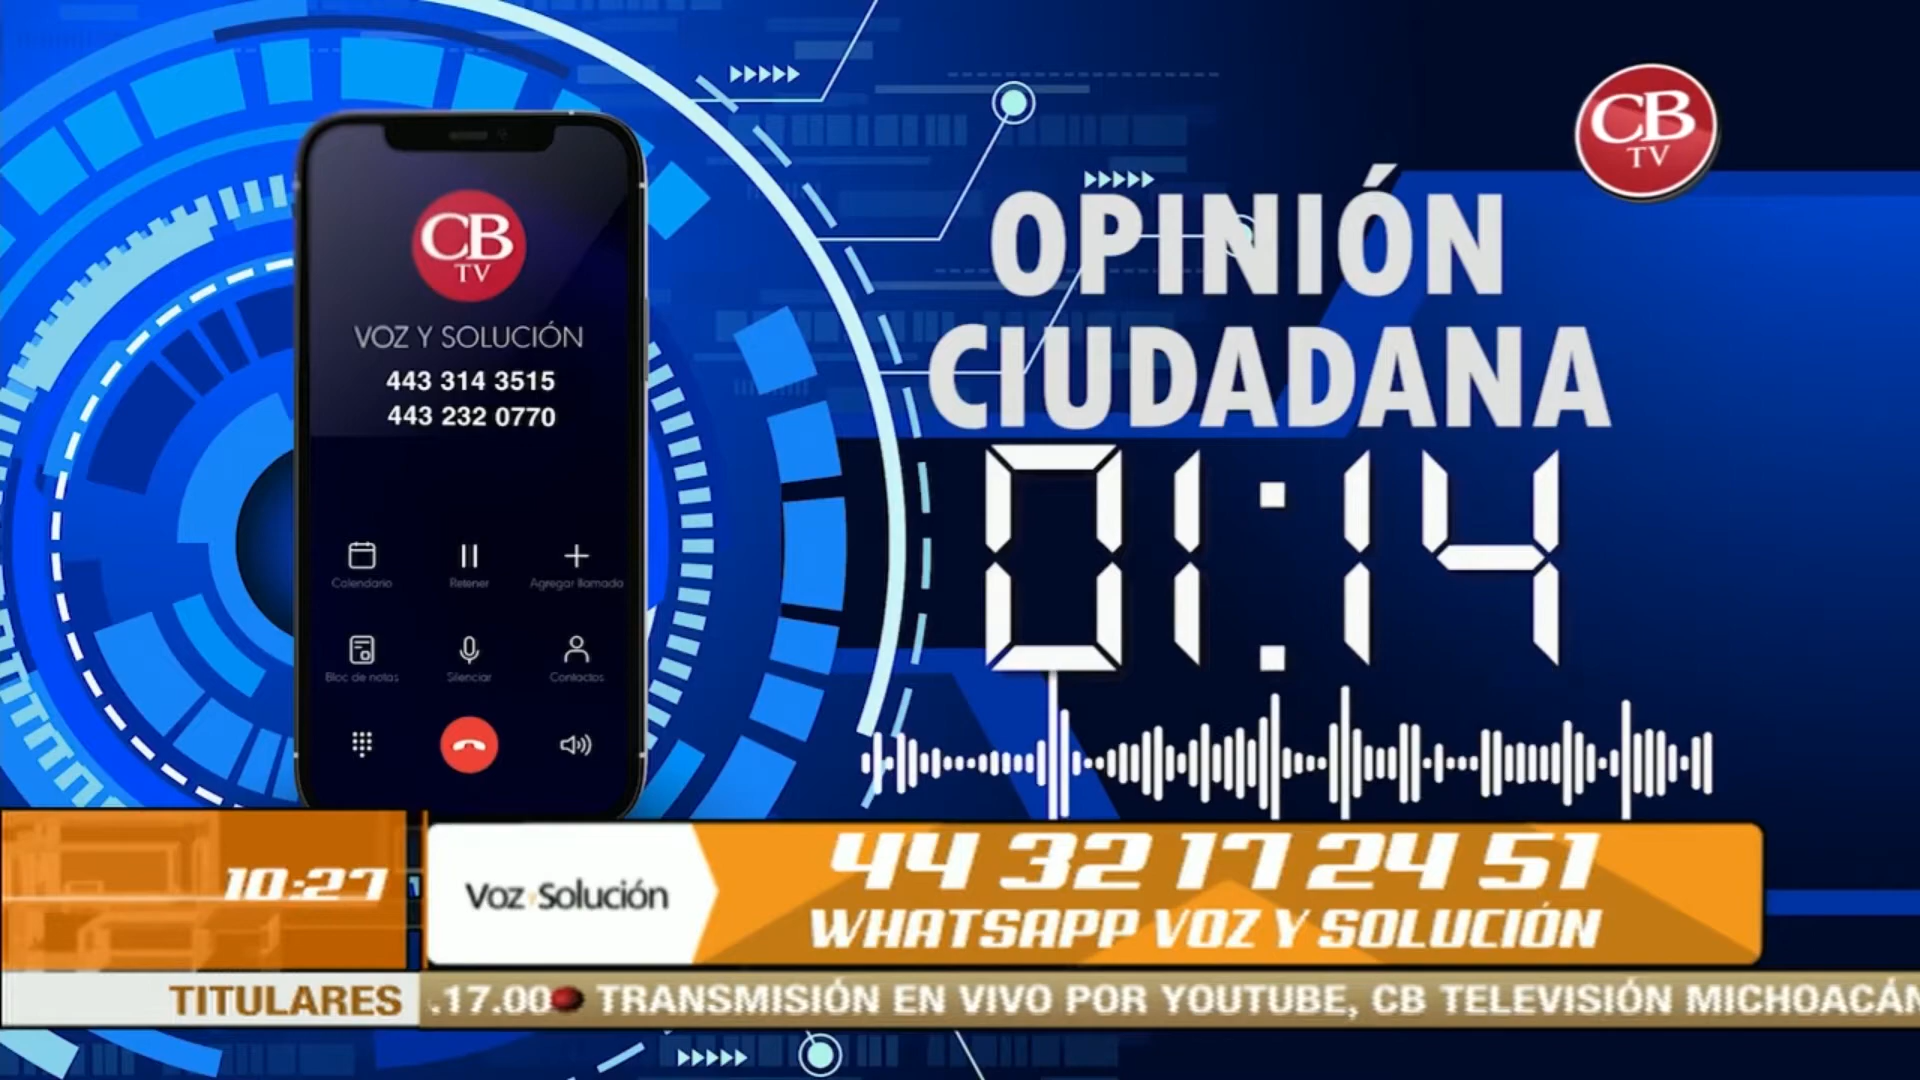 CB
TV
OPINIÓN
CIUDADANA
01:14
CB
TV
VOZ Y SOLUCIÓN
443 314 3515
443 232 0770
Calendario
Retener
Agregar llamada
Bloc de notas
Silenciar
Contactos
10:27
Voz y Solución
44 32 17 24 51
WHATSAPP VOZ Y SOLUCIÓN
TITULARES
.17.00 TRANSMISIÓN EN VIVO POR YOUTUBE, CB TELEVISIÓN MICHOACÁN